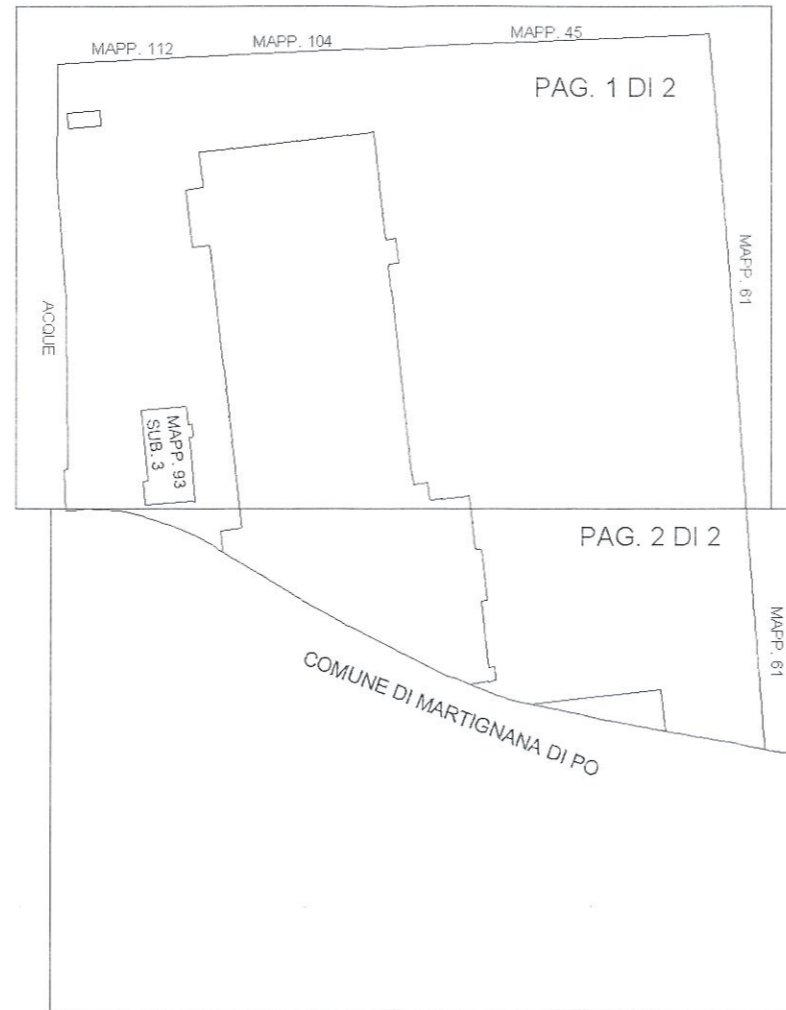 MAPP. 112
MAPP. 104
MAPP. 45
PAG. 1 DI 2
MAPP. 61
ACQUE
MAPP. 93
SUB. 3
PAG. 2 DI 2
MAPP. 61
COMUNE DI MARTIGNANA DI PO